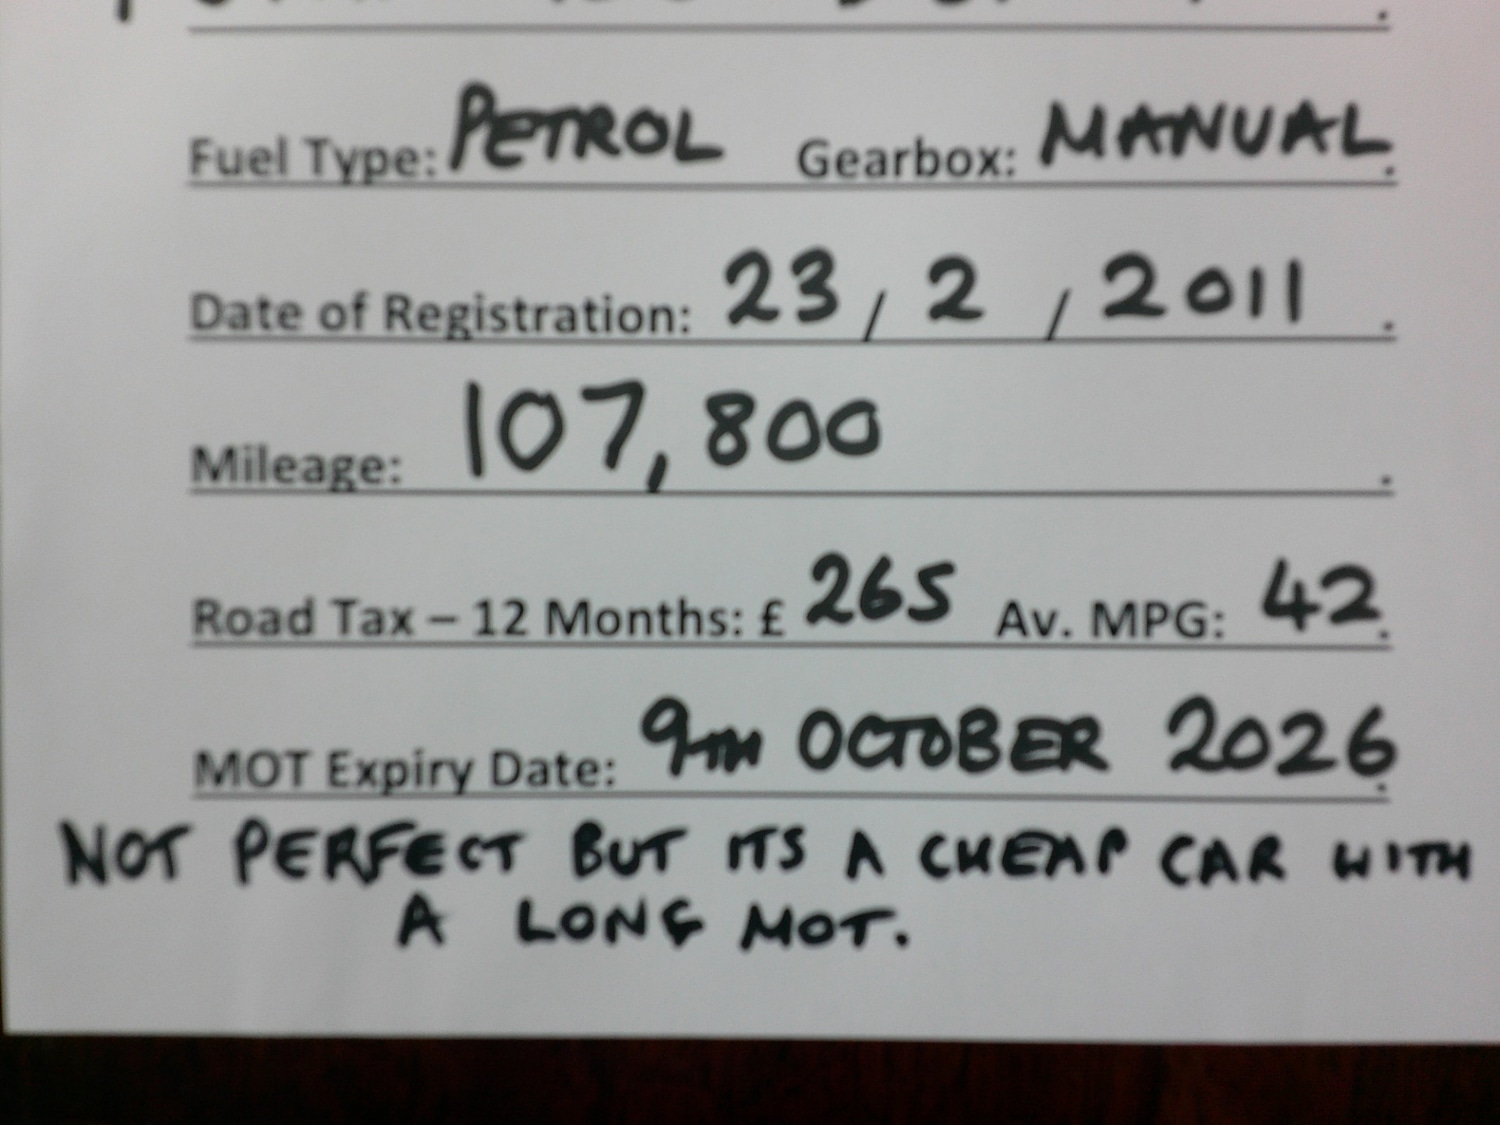 Fuel Type: PETROL Gearbox: MANUAL.
Date of Registration: 23 / 2 / 2011 .
Mileage: 107,800 .
Road Tax – 12 Months: £ 265 Av. MPG: 42.
MOT Expiry Date: 9TH OCTOBER 2026.
NOT PERFECT BUT ITS A CHEAP CAR WITH
A LONG MOT.